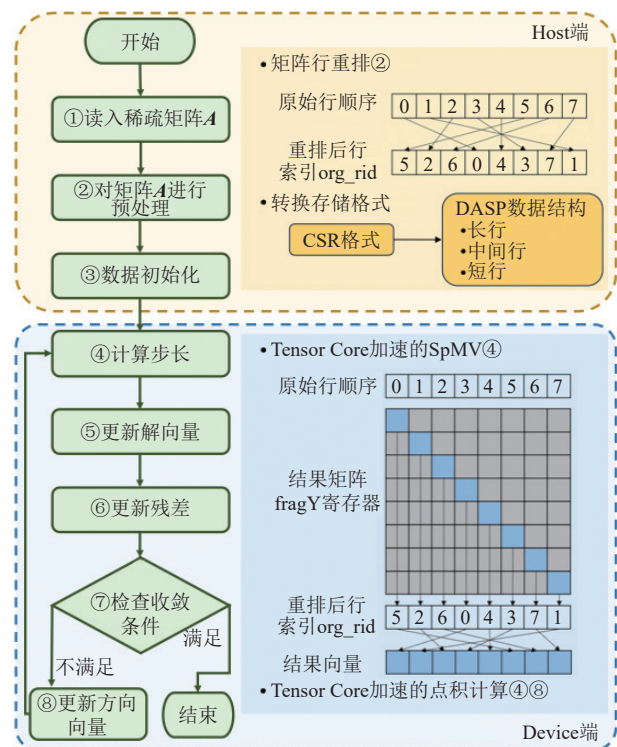 Host端
开始
①读入稀疏矩阵A
②对矩阵A进行
预处理
③数据初始化
•矩阵行重排②
原始行顺序
0 1 2 3 4 5 6 7
重排后行
索引org_rid
5 2 6 0 4 3 7 1
•转换存储格式
CSR格式
DASP数据结构
•长行
•中间行
•短行
④计算步长
⑤更新解向量
⑥更新残差
⑦检查收敛
条件
满足
不满足
⑧更新方向
向量
结束
•Tensor Core加速的SpMV④
原始行顺序
0 1 2 3 4 5 6 7
结果矩阵
fragY寄存器
重排后行
索引org_rid
5 2 6 0 4 3 7 1
结果向量
•Tensor Core加速的点积计算④⑧
Device端